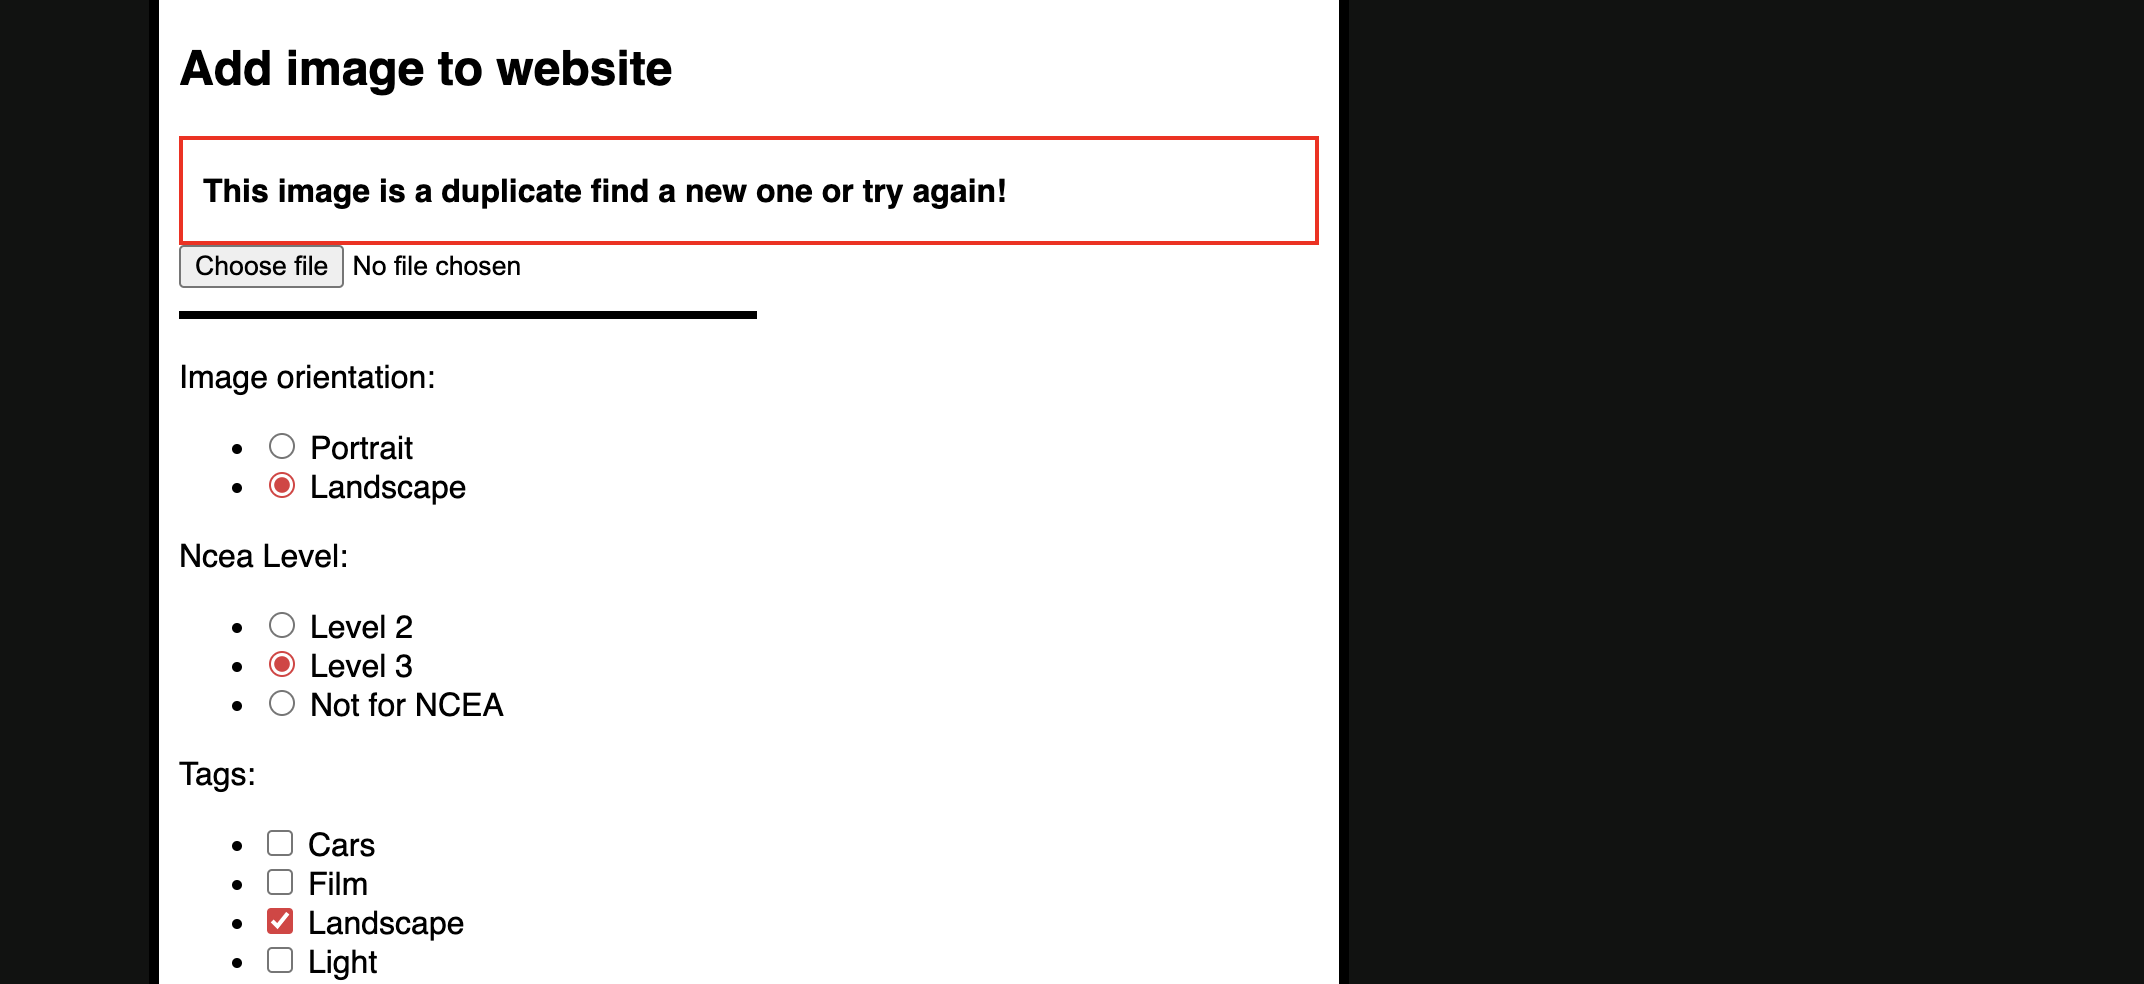 Add image to website
This image is a duplicate find a new one or try again!
Choose file No file chosen
Image orientation:
Portrait
Landscape
Ncea Level:
Level 2
Level 3
Not for NCEA
Tags:
Cars
Film
Landscape
Light